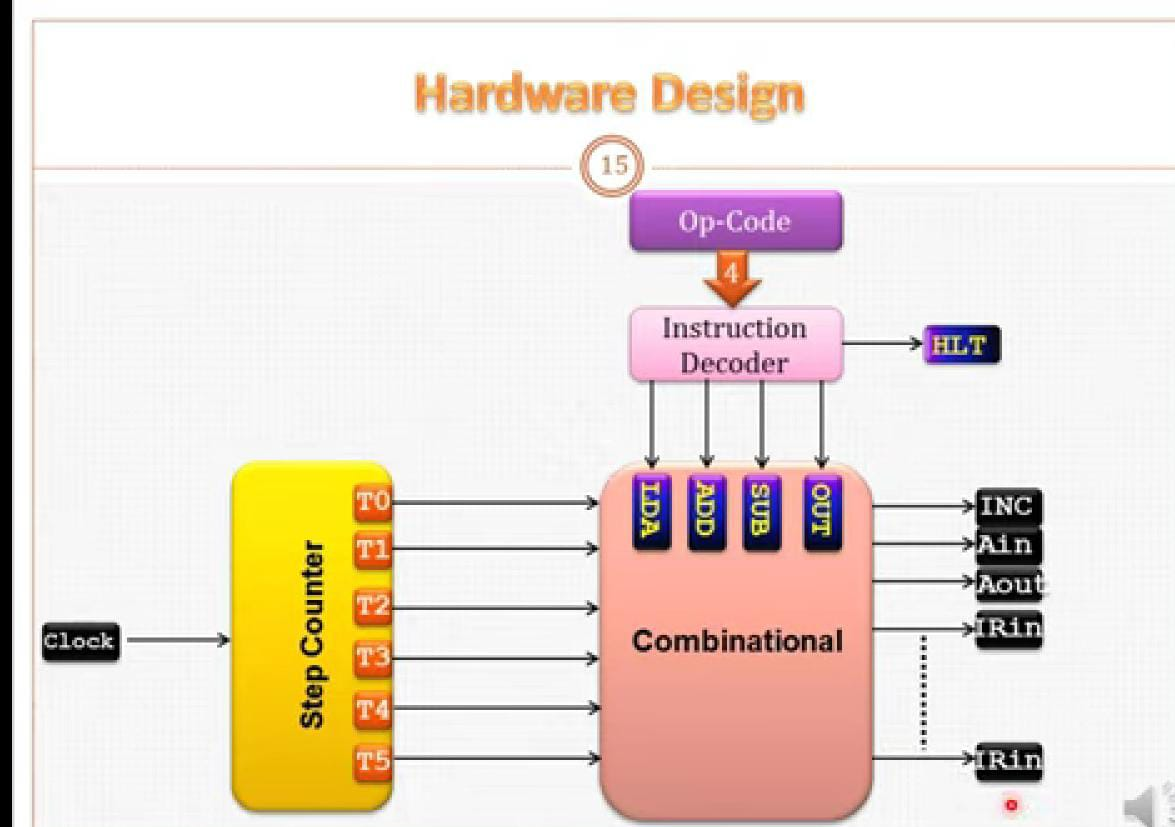 Hardware Design
15
Op-Code
4
Instruction
Decoder
HLT
LDA
ADD
SUB
OUT
T0
T1
T2
T3
T4
T5
Step Counter
Clock
Combinational
INC
Ain
Aout
IRin
IRin